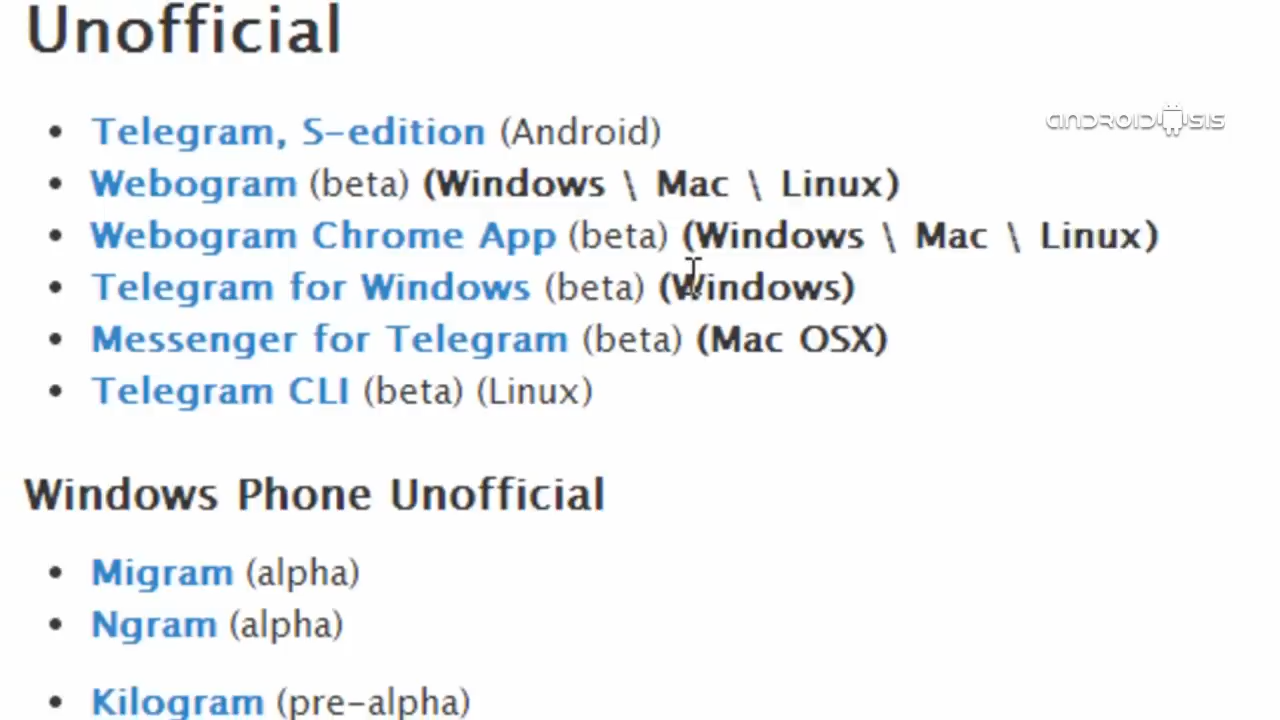 Unofficial
ANDROIDSIS
Telegram, S-edition (Android)
Webogram (beta) (Windows \ Mac \ Linux)
Webogram Chrome App (beta) (Windows \ Mac \ Linux)
Telegram for Windows (beta) (Windows)
Messenger for Telegram (beta) (Mac OSX)
Telegram CLI (beta) (Linux)
Windows Phone Unofficial
Migram (alpha)
Ngram (alpha)
Kilogram (pre-alpha)